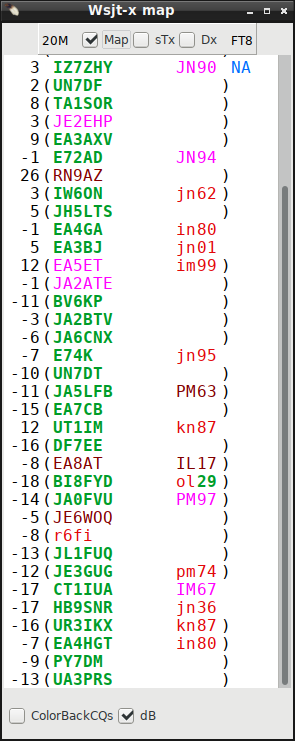 Wsjt-x map
20M Map sTx Dx FT8
3 IZ7ZHY JN90 NA
2(UN7DF )
8(TA1SOR )
3(JE2EHP )
9(EA3AXV )
-1 E72AD JN94
26(RN9AZ )
3(IW6ON jn62)
5(JH5LTS )
-1 EA4GA in80
5 EA3BJ jn01
12(EA5ET im99)
-1(JA2ATE )
-11(BV6KP )
-3(JA2BTV )
-6(JA6CNX )
-7 E74K jn95
-10(UN7DT )
-11(JA5LFB PM63)
-15(EA7CB )
12 UT1IM kn87
-16(DF7EE )
-8(EA8AT IL17)
-18(BI8FYD ol29)
-14(JA0FVU PM97)
-5(JE6WOQ )
-8(r6fi )
-13(JL1FUQ )
-12(JE3GUG pm74)
-17 CT1IUA IM67
-17 HB9SNR jn36
-16(UR3IKX kn87)
-7(EA4HGT in80)
-9(PY7DM )
-13(UA3PRS )
ColorBackCQs dB